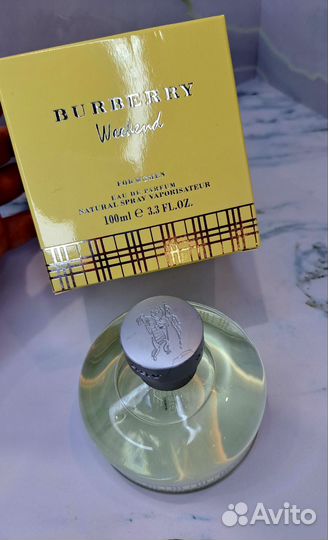 BURBERRY
Weekend
FOR WOMEN
EAU DE PARFUM
NATURAL SPRAY VAPORISATEUR
100ml ℮ 3.3 FL.OZ.
Avito